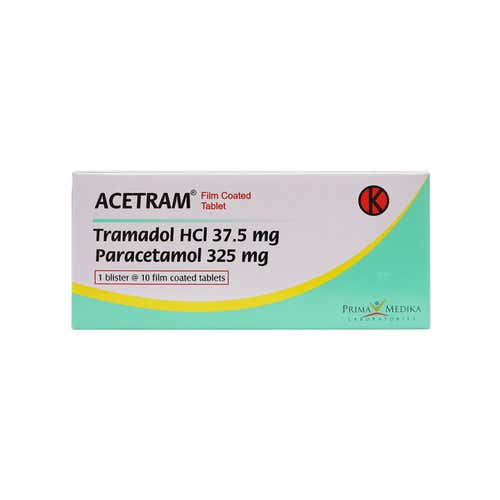 ACETRAM® Film Coated
Tablet
K
Tramadol HCl 37.5 mg
Paracetamol 325 mg
1 blister @ 10 film coated tablets
PRIMA MEDIKA
LABORATORIES